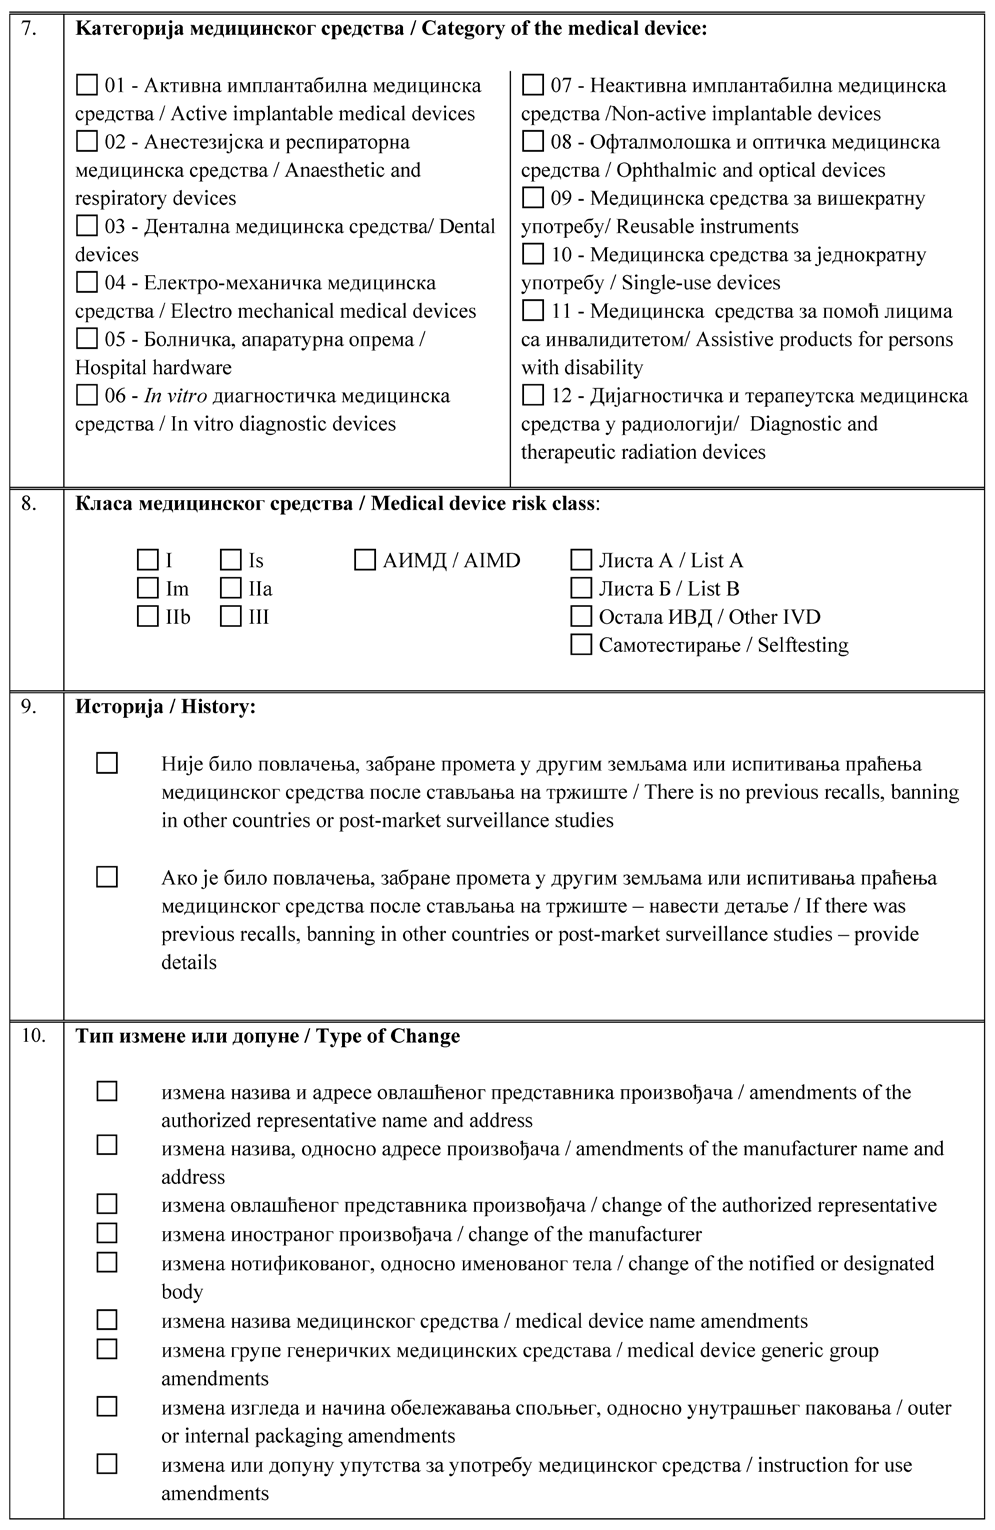 7. Категорија медицинског средства / Category of the medical device:
☐ 01 - Активна имплантабилна медицинска
средства / Active implantable medical devices
☐ 02 - Анестезијска и респираторна
медицинска средства / Anaesthetic and
respiratory devices
☐ 03 - Дентална медицинска средства/ Dental
devices
☐ 04 - Електро-механичка медицинска
средства / Electro mechanical medical devices
☐ 05 - Болничка, апаратурна опрема /
Hospital hardware
☐ 06 - In vitro диагностичка медицинска
средства / In vitro diagnostic devices
☐ 07 - Неактивна имплантабилна медицинска
средства /Non-active implantable devices
☐ 08 - Офталмолошка и оптичка медицинска
средства / Ophthalmic and optical devices
☐ 09 - Медицинска средства за вишекратну
употребу/ Reusable instruments
☐ 10 - Медицинска средства за једнократну
употребу / Single-use devices
☐ 11 - Медицинска средства за помоћ лицима
са инвалидитетом/ Assistive products for persons
with disability
☐ 12 - Дијагностичка и терапеутска медицинска
средства у радиологији/ Diagnostic and
therapeutic radiation devices
8. Класа медицинског средства / Medical device risk class:
☐ I ☐ Is ☐ АИМД / AIMD ☐ Листа А / List A
☐ Im ☐ IIa ☐ Листа Б / List B
☐ IIb ☐ III ☐ Остала ИВД / Other IVD
☐ Самотестирање / Selftesting
9. Историја / History:
☐ Није било повлачења, забране промета у другим земљама или испитивања праћења
медицинског средства после стављања на тржиште / There is no previous recalls, banning
in other countries or post-market surveillance studies
☐ Ако је било повлачења, забране промета у другим земљама или испитивања праћења
медицинског средства после стављања на тржиште – навести детаље / If there was
previous recalls, banning in other countries or post-market surveillance studies – provide
details
10. Тип измене или допуне / Type of Change
☐ измена назива и адресе овлашћеног представника произвођача / amendments of the
authorized representative name and address
☐ измена назива, односно адресе произвођача / amendments of the manufacturer name and
address
☐ измена овлашћеног представника произвођача / change of the authorized representative
☐ измена иностраног произвођача / change of the manufacturer
☐ измена нотификованог, односно именованог тела / change of the notified or designated
body
☐ измена назива медицинског средства / medical device name amendments
☐ измена групе генеричких медицинских средстава / medical device generic group
amendments
☐ измена изгледа и начина обележавања спољњег, односно унутрашњег паковања / outer
or internal packaging amendments
☐ измена или допуну упутства за употребу медицинског средства / instruction for use
amendments